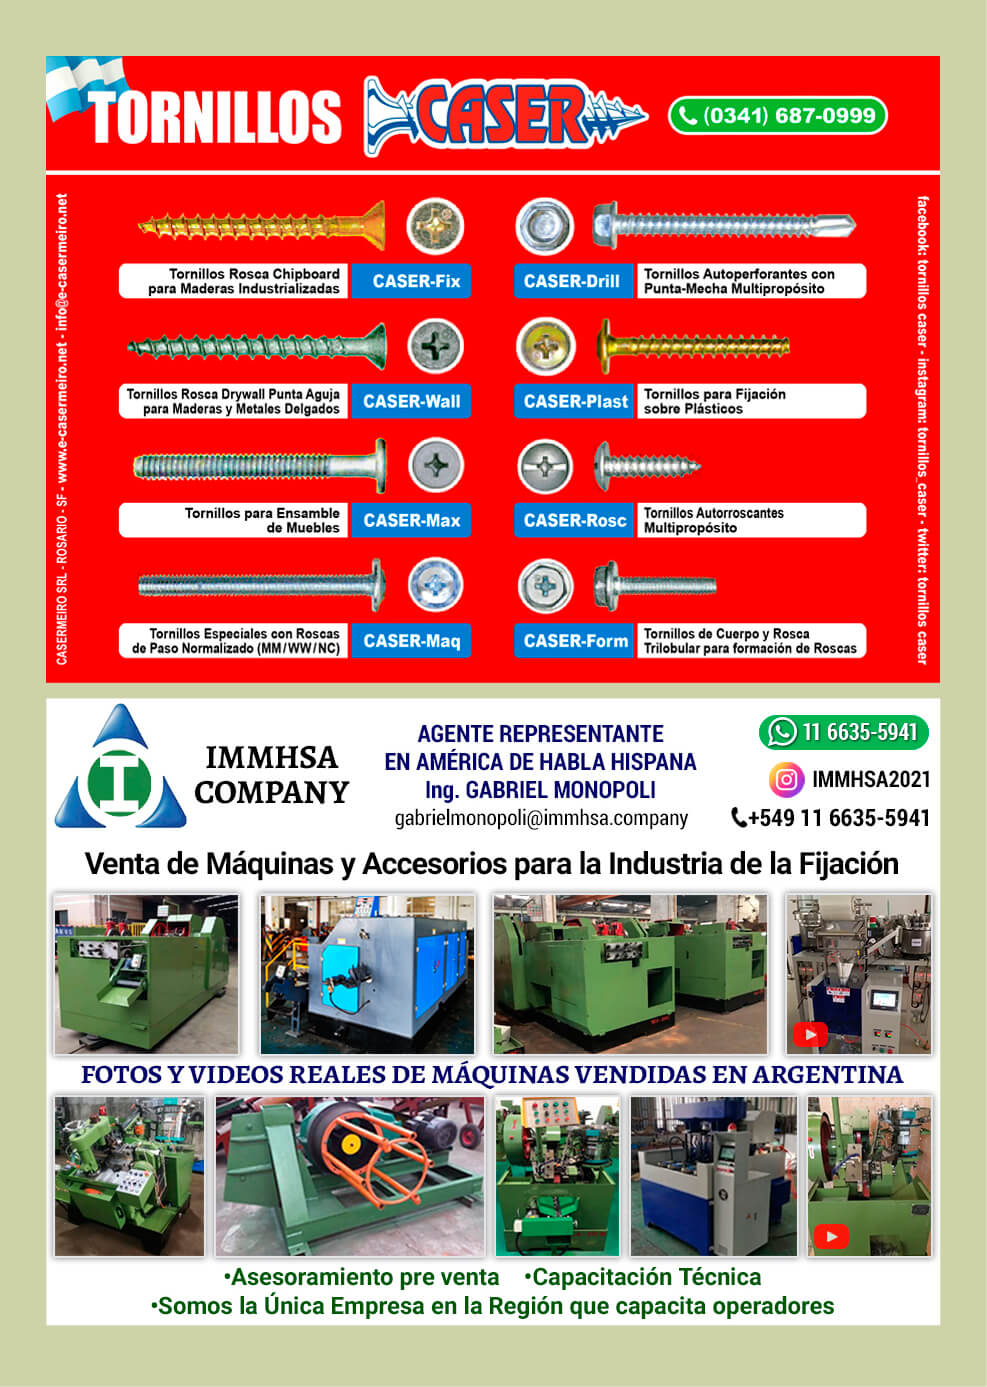 TORNILLOS CASER
(0341) 687-0999
CASERMEIRO SRL - ROSARIO - SF - www.e-casermeiro.net - info@e-casermeiro.net
Tornillos Rosca Chipboard
para Maderas Industrializadas
CASER-Fix
CASER-Drill
Tornillos Autoperforantes con
Punta-Mecha Multipropósito
Tornillos Rosca Drywall Punta Aguja
para Maderas y Metales Delgados
CASER-Wall
CASER-Plast
Tornillos para Fijación
sobre Plásticos
Tornillos para Ensamble
de Muebles
CASER-Max
CASER-Rosc
Tornillos Autorroscantes
Multipropósito
Tornillos Especiales con Roscas
de Paso Normalizado (MM/WW/NC)
CASER-Maq
CASER-Form
Tornillos de Cuerpo y Rosca
Trilobular para formación de Roscas
facebook: tornillos caser • instagram: tornillos_caser • twitter: tornillos caser
I
IMMHSA
COMPANY
AGENTE REPRESENTANTE
EN AMÉRICA DE HABLA HISPANA
Ing. GABRIEL MONOPOLI
gabrielmonopoli@immhsa.company
11 6635-5941
IMMHSA2021
+549 11 6635-5941
Venta de Máquinas y Accesorios para la Industria de la Fijación
FOTOS Y VIDEOS REALES DE MÁQUINAS VENDIDAS EN ARGENTINA
•Asesoramiento pre venta •Capacitación Técnica
•Somos la Única Empresa en la Región que capacita operadores